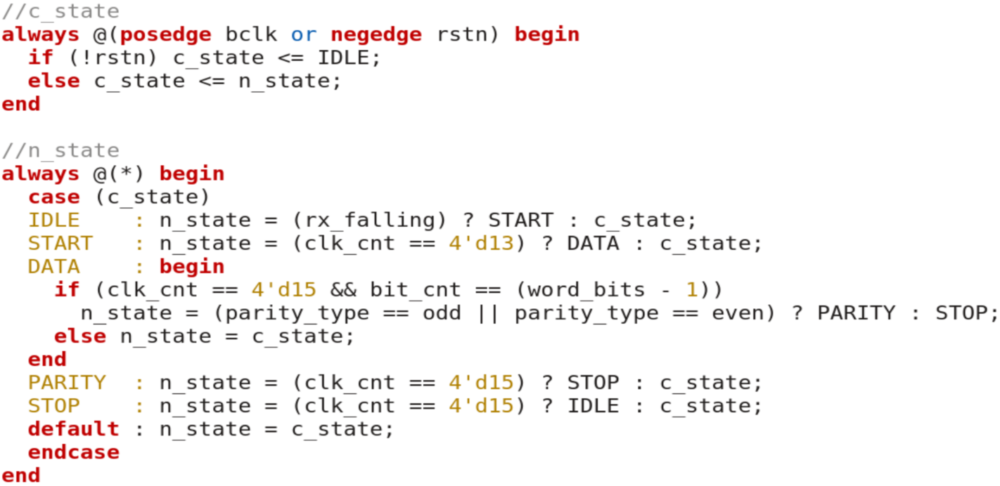 //c_state
always @(posedge bclk or negedge rstn) begin
  if (!rstn) c_state <= IDLE;
  else c_state <= n_state;
end

//n_state
always @(*) begin
  case (c_state)
  IDLE    : n_state = (rx_falling) ? START : c_state;
  START   : n_state = (clk_cnt == 4'd13) ? DATA : c_state;
  DATA    : begin
    if (clk_cnt == 4'd15 && bit_cnt == (word_bits - 1))
      n_state = (parity_type == odd || parity_type == even) ? PARITY : STOP;
    else n_state = c_state;
  end
  PARITY  : n_state = (clk_cnt == 4'd15) ? STOP : c_state;
  STOP    : n_state = (clk_cnt == 4'd15) ? IDLE : c_state;
  default : n_state = c_state;
  endcase
end